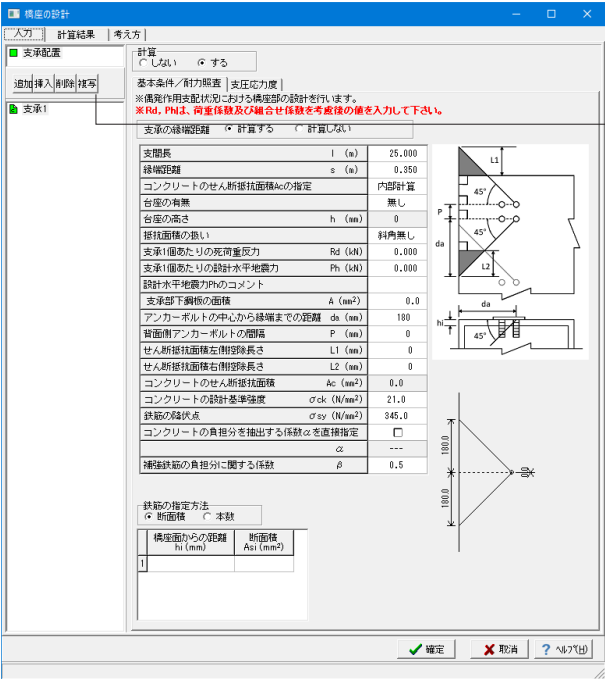 橋座の設計
入力 計算結果 考え方
支承配置
追加 挿入 削除 複写
支承1
計算
しない する
基本条件／耐力照査 支圧応力度
※偶発作用支配状況における橋座部の設計を行います。
※Rd, Phは、荷重係数及び組合せ係数を考慮後の値を入力して下さい。
支承の縁端距離 計算する 計算しない
支間長 l (m) 25.000
縁端距離 s (m) 0.350
コンクリートのせん断抵抗面積Acの指定 内部計算
台座の有無 無し
台座の高さ h (mm) 0
抵抗面積の扱い 斜角無し
支承1個あたりの死荷重反力 Rd (kN) 0.000
支承1個あたりの設計水平地震力 Ph (kN) 0.000
設計水平地震力Phのコメント
支承部下鋼板の面積 A (mm²) 0.0
アンカーボルトの中心から縁端までの距離 da (mm) 180
背面側アンカーボルトの間隔 P (mm) 0
せん断抵抗面積左側控除長さ L1 (mm) 0
せん断抵抗面積右側控除長さ L2 (mm) 0
コンクリートのせん断抵抗面積 Ac (mm²) 0.0
コンクリートの設計基準強度 σck (N/mm²) 21.0
鉄筋の降伏点 σsy (N/mm²) 345.0
コンクリートの負担分を抽出する係数αを直接指定
α ---
補強鉄筋の負担分に関する係数 β 0.5
L1
45°
P
45°
da
L2
da
hi
45°
180.0
0.0
180.0
鉄筋の指定方法
断面積 本数
橋座面からの距離 断面積
hi (mm) Asi (mm²)
1
確定 取消 ? ヘルプ(H)